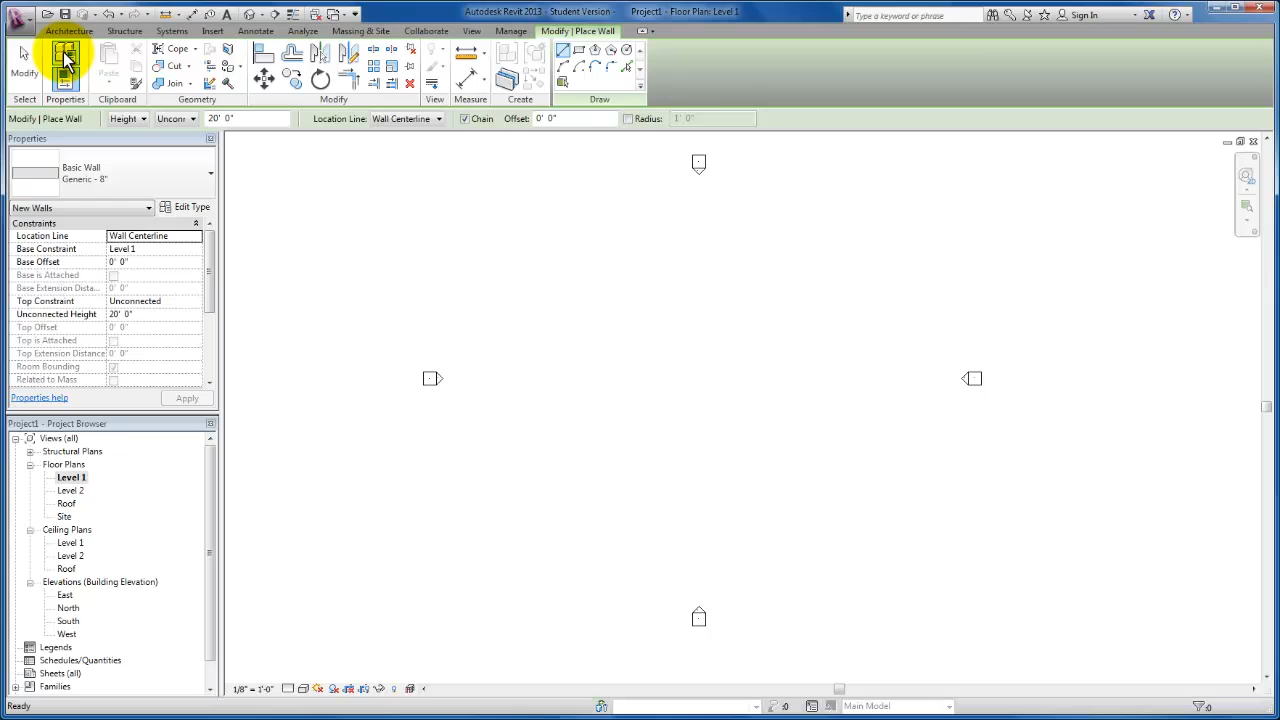 Autodesk Revit 2013 - Student Version - Project1 - Floor Plan: Level 1
Type a keyword or phrase
Sign In
Architecture Structure Systems Insert Annotate Analyze Massing & Site Collaborate View Manage Modify | Place Wall
Modify
Paste
Cope
Cut
Join
Select Properties Clipboard Geometry Modify View Measure Create Draw
Modify | Place Wall Height Unconr 20' 0" Location Line: Wall Centerline Chain Offset: 0' 0" Radius: 1' 0"
Properties
Basic Wall
Generic - 8"
New Walls Edit Type
Constraints
Location Line Wall Centerline
Base Constraint Level 1
Base Offset 0' 0"
Base is Attached
Base Extension Dista... 0' 0"
Top Constraint Unconnected
Unconnected Height 20' 0"
Top Offset 0' 0"
Top is Attached
Top Extension Distance 0' 0"
Room Bounding
Related to Mass
Properties help Apply
Project1 - Project Browser
Views (all)
Structural Plans
Floor Plans
Level 1
Level 2
Roof
Site
Ceiling Plans
Level 1
Level 2
Roof
Elevations (Building Elevation)
East
North
South
West
Legends
Schedules/Quantities
Sheets (all)
Families
1/8" = 1'-0"
Ready :0 Main Model :0